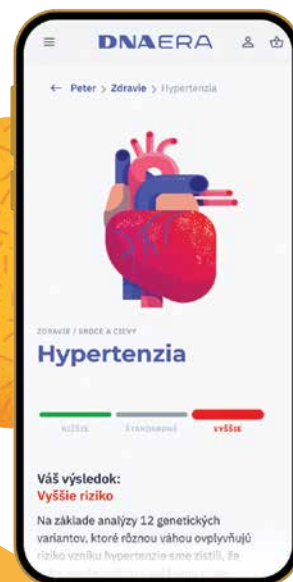 DNAERA
← Peter > Zdravie > Hypertenzia
ZDRAVIE / SRDCE A CIEVY
Hypertenzia
NIŽŠIE ŠTANDARDNÉ VYŠŠIE
Váš výsledok:
Vyššie riziko
Na základe analýzy 12 genetických
variantov, ktoré rôznou váhou ovplyvňujú
riziko vzniku hypertenzie sme zistili, že